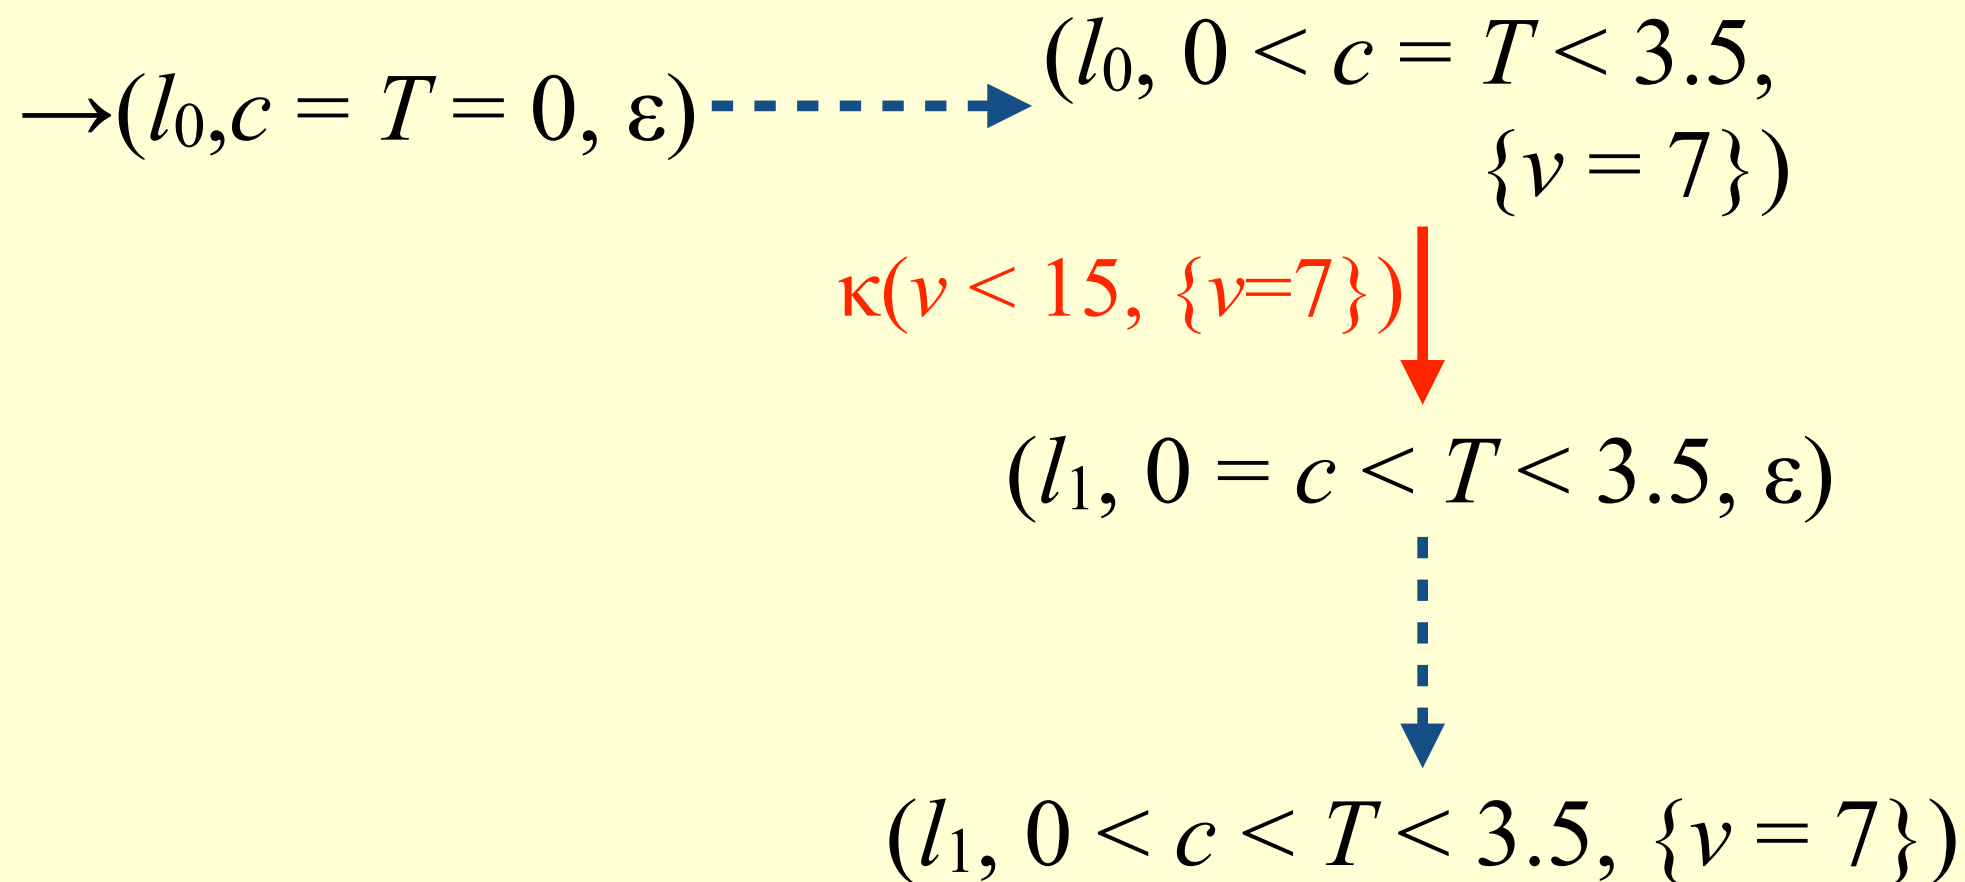 →(l₀,c = T = 0, ε)
(l₀, 0 < c = T < 3.5,
{v = 7})
κ(v < 15, {v=7})
(l₁, 0 = c < T < 3.5, ε)
(l₁, 0 < c < T < 3.5, {v = 7})